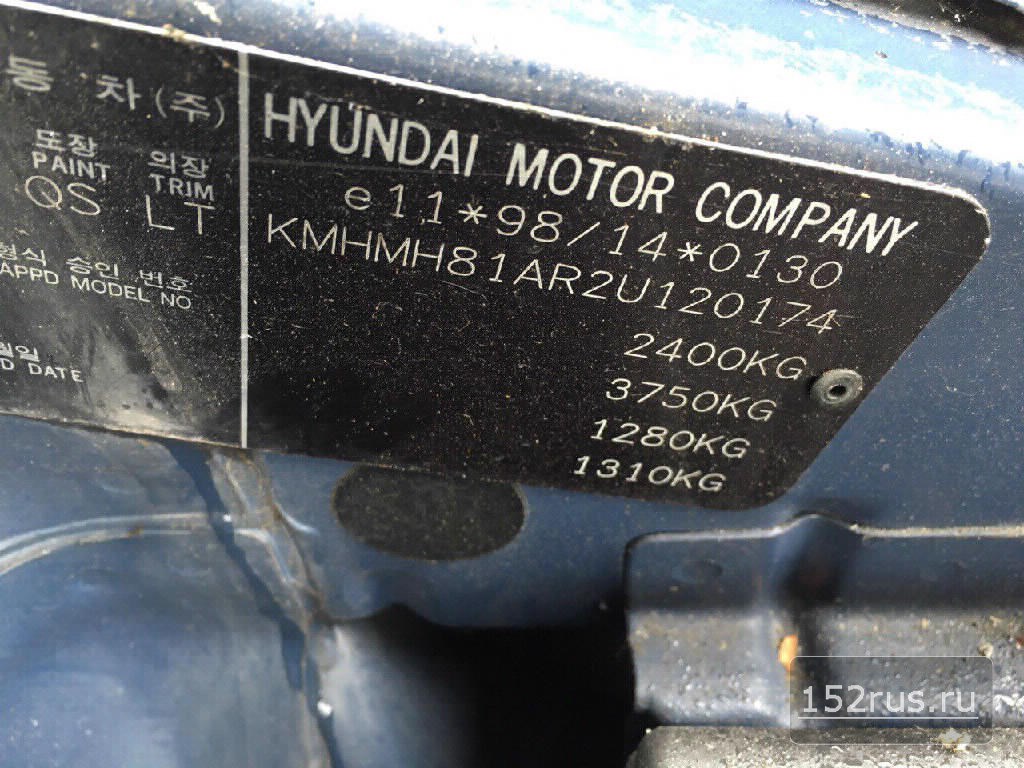 동 차(주)
도장 의장
PAINT TRIM
QS LT
형식 승인 번호
APPD MODEL NO
월일
D DATE
HYUNDAI MOTOR COMPANY
e11*98/14*0130
KMHMH81AR2U120174
2400KG
3750KG
1280KG
1310KG
152rus.ru